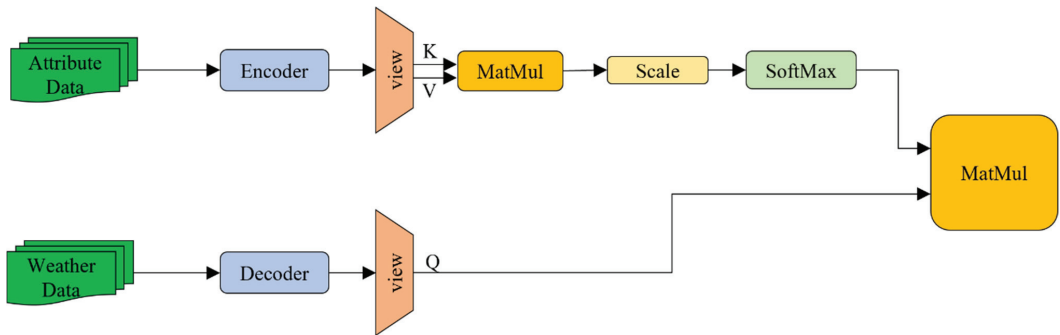 Attribute
Data
Encoder
view
K
V
MatMul
Scale
SoftMax
MatMul
Weather
Data
Decoder
view
Q